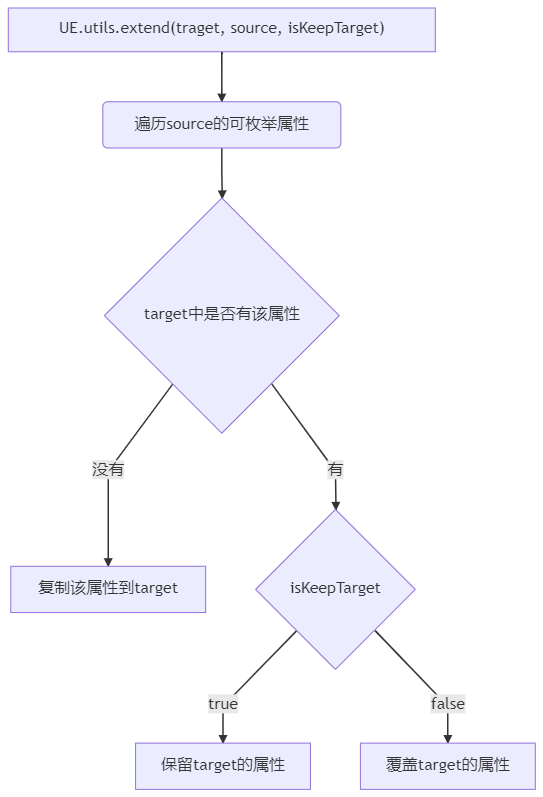 UE.utils.extend(traget, source, isKeepTarget)
遍历source的可枚举属性
target中是否有该属性
没有
有
复制该属性到target
isKeepTarget
true
false
保留target的属性
覆盖target的属性